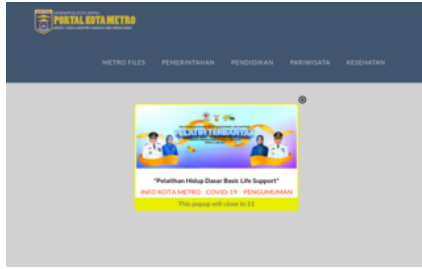 PORTAL KOTA METRO
METRO FILES PEMERINTAHAN PENDIDIKAN PARIWISATA KESEHATAN
"Pelatihan Hidup Dasar Basic Life Support"
INFO KOTA METRO COVID-19 PENGUMUMAN
This popup will close in:11